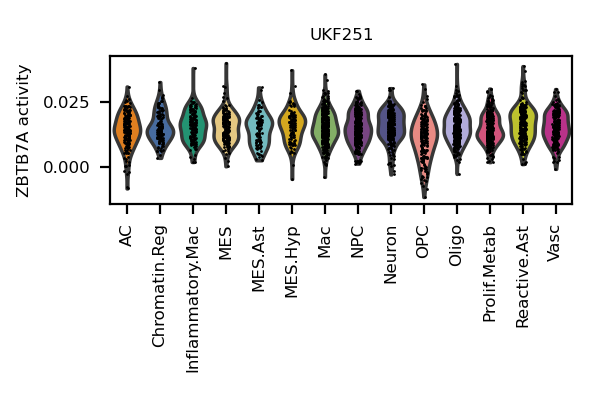 UKF251
ZBTB7A activity
0.025
0.000
AC
Chromatin.Reg
Inflammatory.Mac
MES
MES.Ast
MES.Hyp
Mac
NPC
Neuron
OPC
Oligo
Prolif.Metab
Reactive.Ast
Vasc